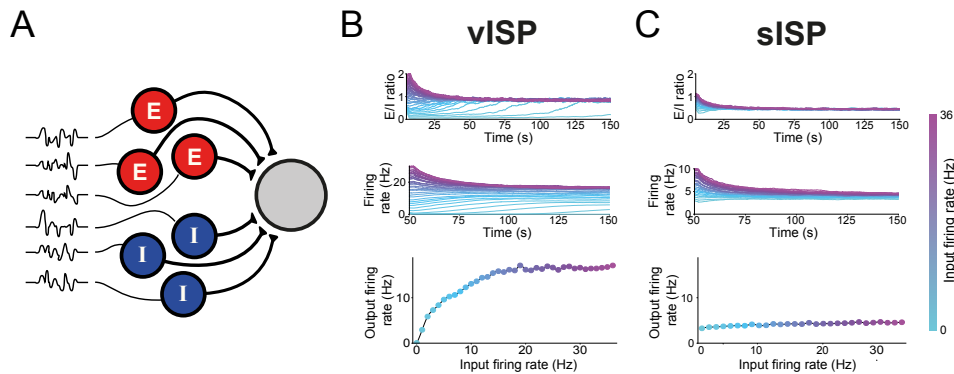 A
E
E
E
I
I
I
B
vISP
2
1
0
E/I ratio
25
50
75
100
125
150
Time (s)
20
0
Firing
rate (Hz)
50
75
100
125
150
Time (s)
10
0
Output firing
rate (Hz)
0
10
20
30
Input firing rate (Hz)
C
sISP
2
1
0
E/I ratio
25
50
75
100
125
150
Time (s)
10
5
0
Firing
rate (Hz)
50
75
100
125
150
Time (s)
10
0
Output firing
rate (Hz)
0
10
20
30
Input firing rate (Hz)
36
0
Input firing rate (Hz)